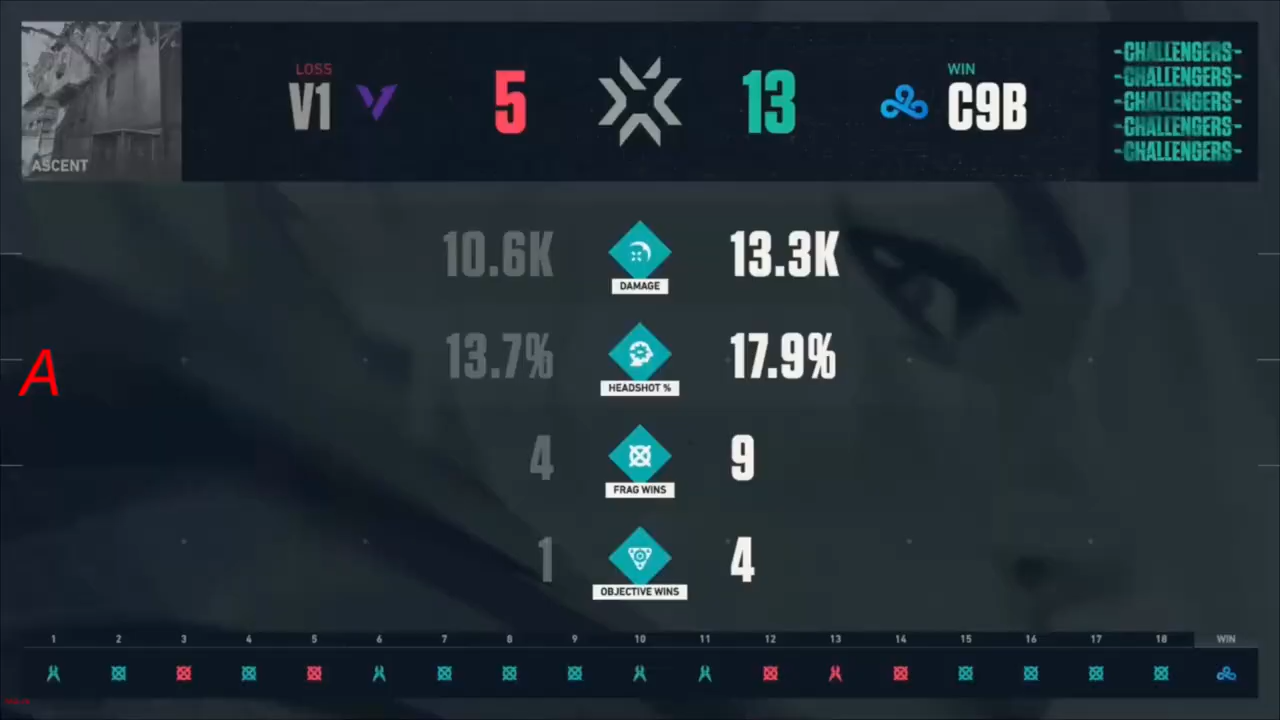 LOSS
V1
5
13
WIN
C9B
-CHALLENGERS-
-CHALLENGERS-
-CHALLENGERS-
-CHALLENGERS-
-CHALLENGERS-
ASCENT
10.6K
DAMAGE
13.3K
A
13.7%
HEADSHOT %
17.9%
4
FRAG WINS
9
1
OBJECTIVE WINS
4
1 2 3 4 5 6 7 8 9 10 11 12 13 14 15 16 17 18 WIN